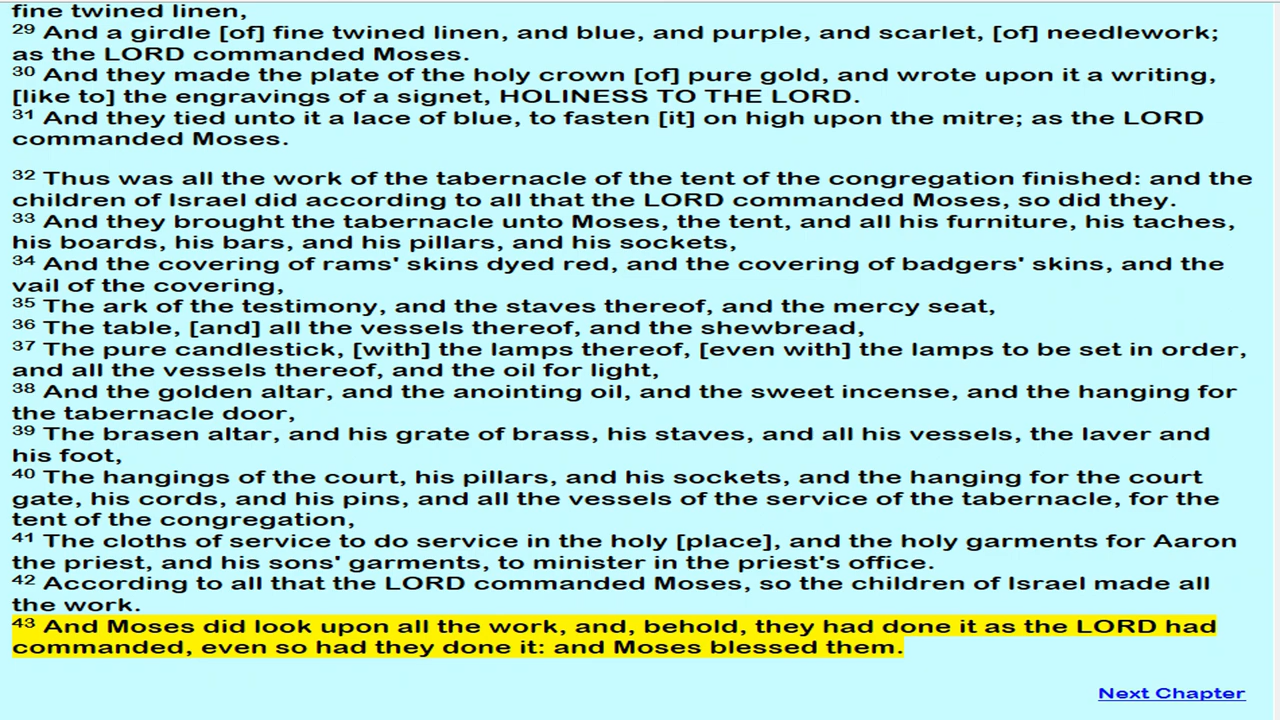 fine twined linen,
29 And a girdle [of] fine twined linen, and blue, and purple, and scarlet, [of] needlework;
as the LORD commanded Moses.
30 And they made the plate of the holy crown [of] pure gold, and wrote upon it a writing,
[like to] the engravings of a signet, HOLINESS TO THE LORD.
31 And they tied unto it a lace of blue, to fasten [it] on high upon the mitre; as the LORD
commanded Moses.
32 Thus was all the work of the tabernacle of the tent of the congregation finished: and the
children of Israel did according to all that the LORD commanded Moses, so did they.
33 And they brought the tabernacle unto Moses, the tent, and all his furniture, his taches,
his boards, his bars, and his pillars, and his sockets,
34 And the covering of rams' skins dyed red, and the covering of badgers' skins, and the
vail of the covering,
35 The ark of the testimony, and the staves thereof, and the mercy seat,
36 The table, [and] all the vessels thereof, and the shewbread,
37 The pure candlestick, [with] the lamps thereof, [even with] the lamps to be set in order,
and all the vessels thereof, and the oil for light,
38 And the golden altar, and the anointing oil, and the sweet incense, and the hanging for
the tabernacle door,
39 The brasen altar, and his grate of brass, his staves, and all his vessels, the laver and
his foot,
40 The hangings of the court, his pillars, and his sockets, and the hanging for the court
gate, his cords, and his pins, and all the vessels of the service of the tabernacle, for the
tent of the congregation,
41 The cloths of service to do service in the holy [place], and the holy garments for Aaron
the priest, and his sons' garments, to minister in the priest's office.
42 According to all that the LORD commanded Moses, so the children of Israel made all
the work.
43 And Moses did look upon all the work, and, behold, they had done it as the LORD had
commanded, even so had they done it: and Moses blessed them.
Next Chapter